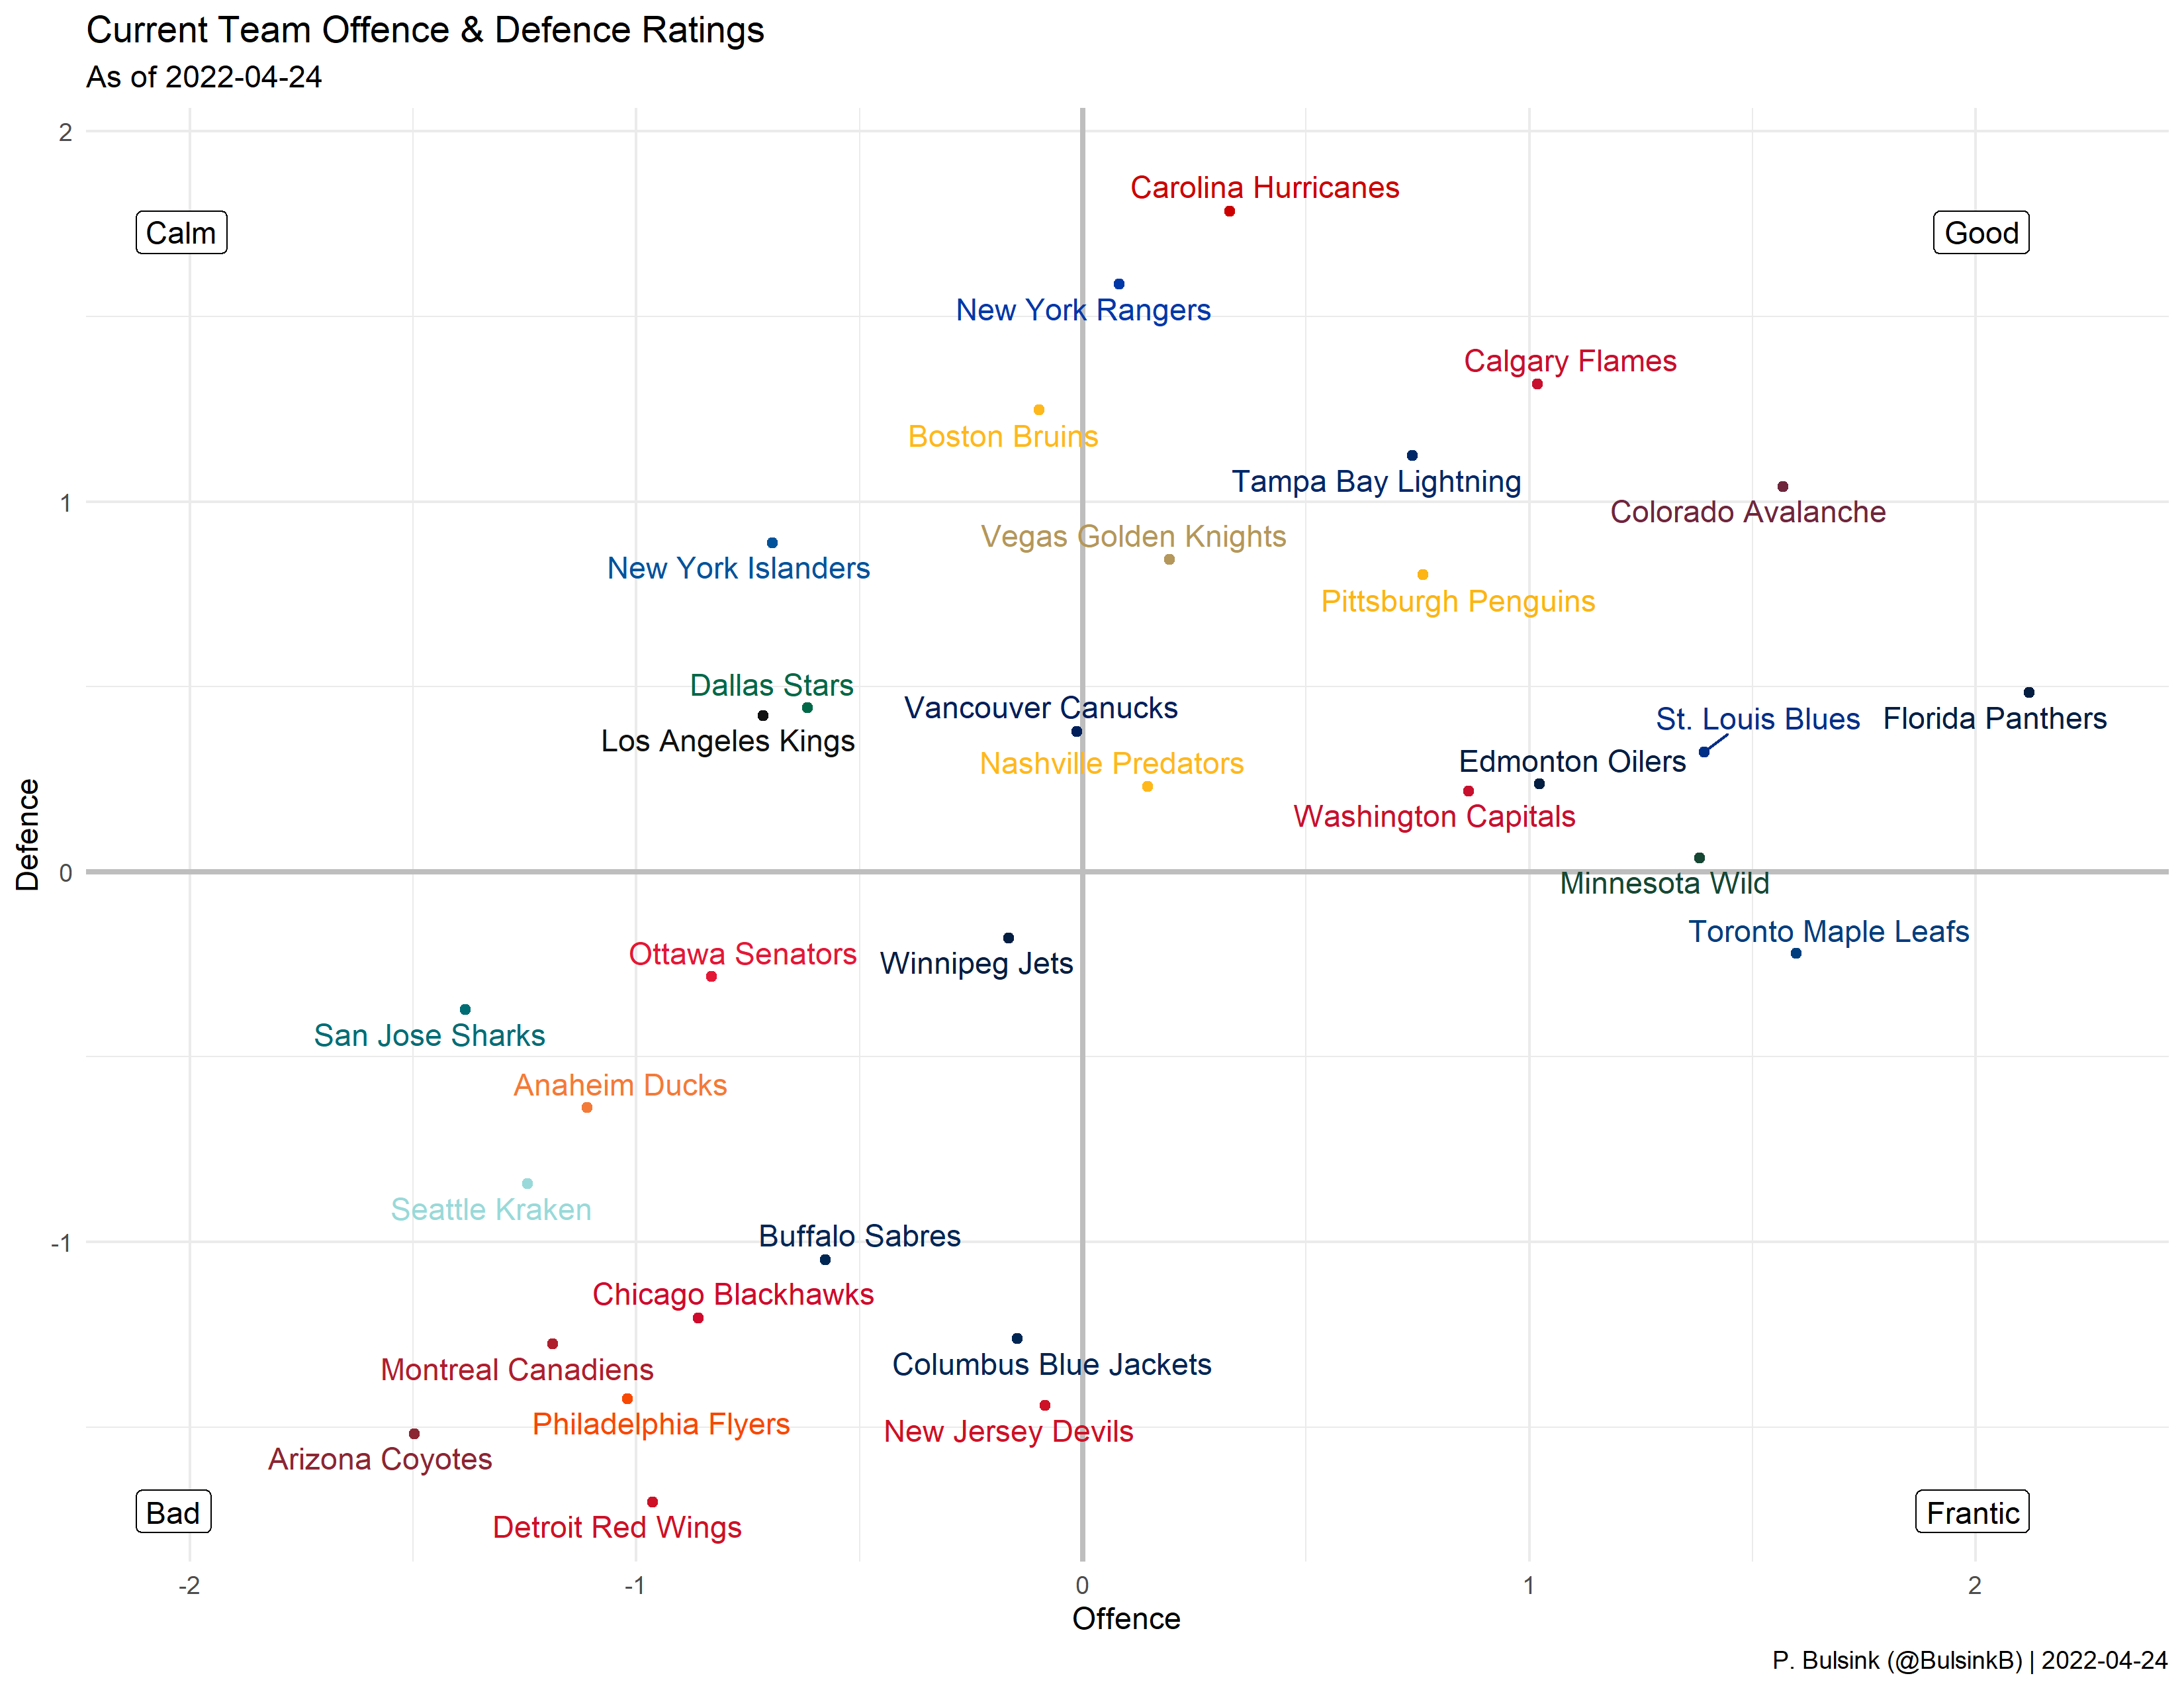 Current Team Offence & Defence Ratings
As of 2022-04-24
2
Carolina Hurricanes
Calm
Good
New York Rangers
Calgary Flames
Boston Bruins
Tampa Bay Lightning
1
Colorado Avalanche
Vegas Golden Knights
New York Islanders
Pittsburgh Penguins
Dallas Stars
Vancouver Canucks
St. Louis Blues
Florida Panthers
Los Angeles Kings
Nashville Predators
Edmonton Oilers
Washington Capitals
Defence
0
Minnesota Wild
Toronto Maple Leafs
Ottawa Senators
Winnipeg Jets
San Jose Sharks
Anaheim Ducks
Seattle Kraken
-1
Buffalo Sabres
Chicago Blackhawks
Montreal Canadiens
Columbus Blue Jackets
Philadelphia Flyers
New Jersey Devils
Arizona Coyotes
Bad
Frantic
Detroit Red Wings
-2
-1
0
1
2
Offence
P. Bulsink (@BulsinkB) | 2022-04-24